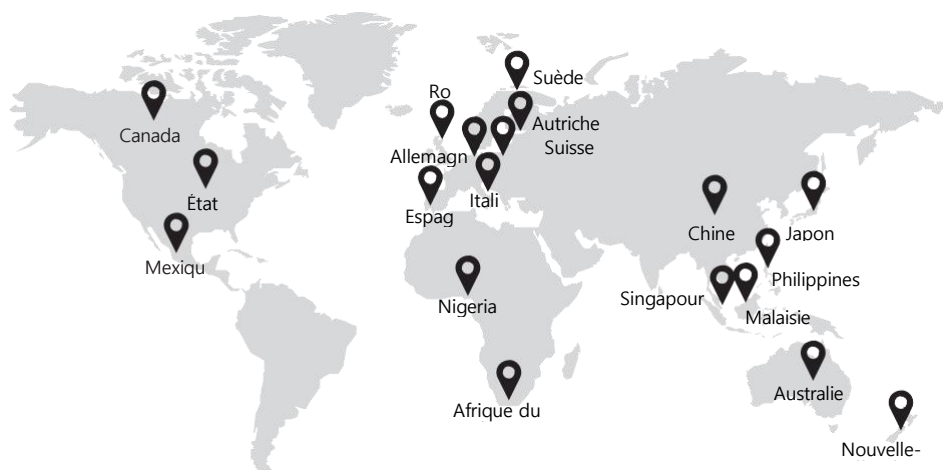 Suède
Ro
Canada
Autriche
Allemagn
Suisse
État
Itali
Espag
Mexiqu
Chine
Japon
Philippines
Singapour
Nigeria
Malaisie
Australie
Afrique du
Nouvelle-